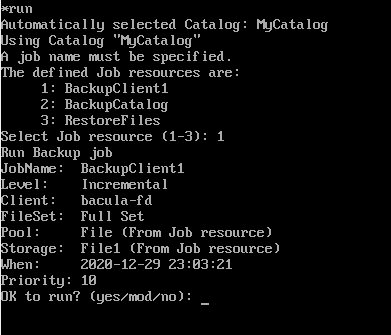 *run
Automatically selected Catalog: MyCatalog
Using Catalog "MyCatalog"
A job name must be specified.
The defined Job resources are:
     1: BackupClient1
     2: BackupCatalog
     3: RestoreFiles
Select Job resource (1-3): 1
Run Backup job
JobName:  BackupClient1
Level:    Incremental
Client:   bacula-fd
FileSet:  Full Set
Pool:     File (From Job resource)
Storage:  File1 (From Job resource)
When:     2020-12-29 23:03:21
Priority: 10
OK to run? (yes/mod/no): _